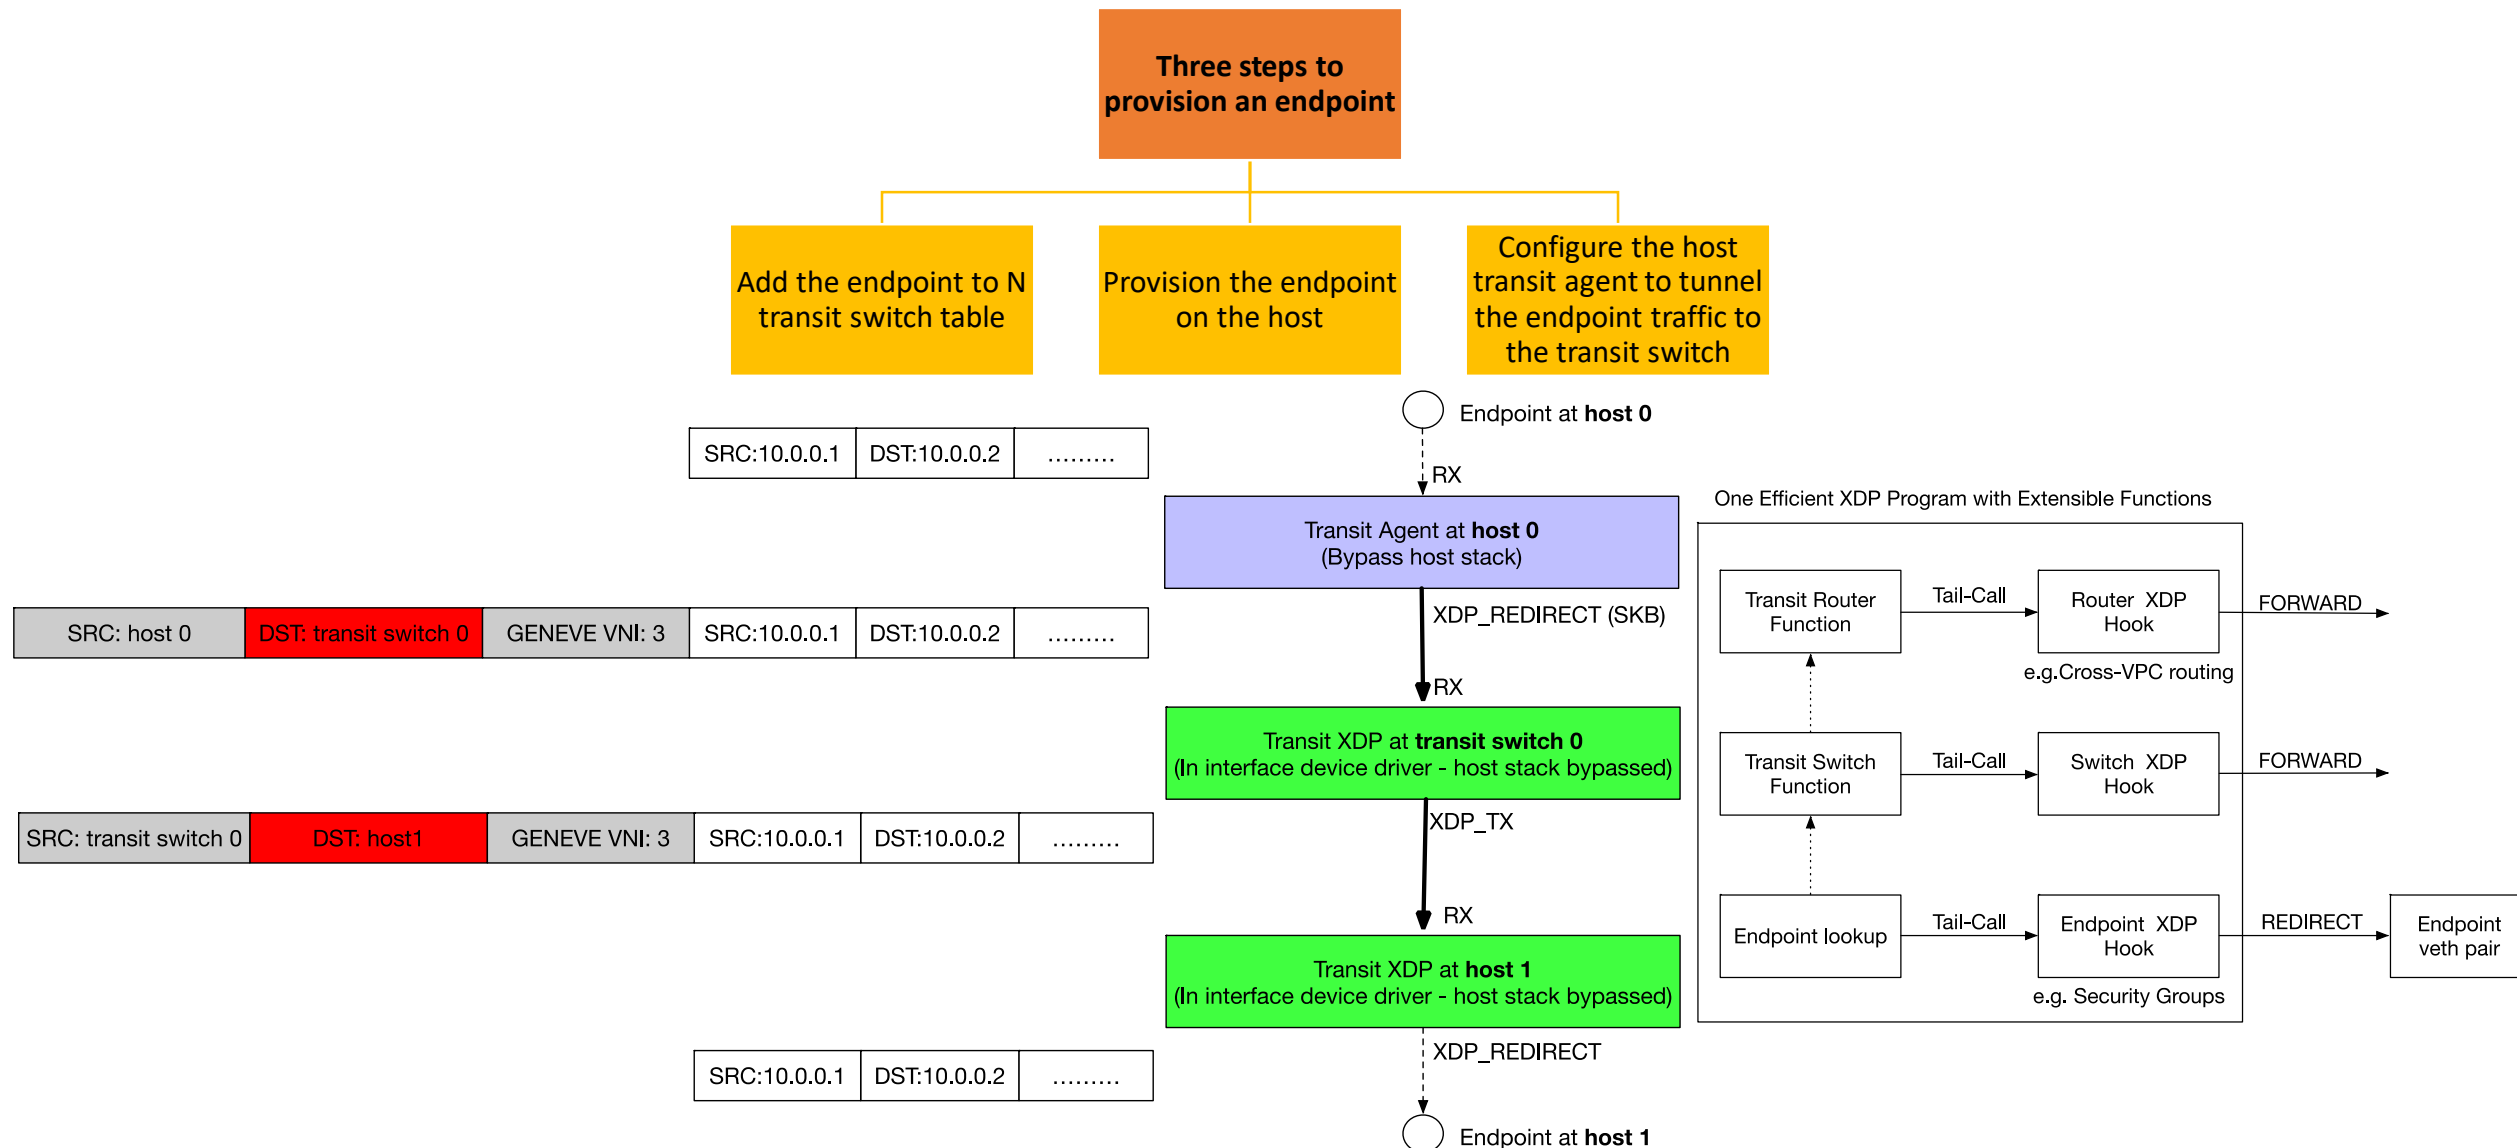 Three steps to
provision an endpoint
Add the endpoint to N
transit switch table
Provision the endpoint
on the host
Configure the host
transit agent to tunnel
the endpoint traffic to
the transit switch
Endpoint at host 0
SRC:10.0.0.1 DST:10.0.0.2 .........
RX
Transit Agent at host 0
(Bypass host stack)
SRC: host 0 DST: transit switch 0 GENEVE VNI: 3 SRC:10.0.0.1 DST:10.0.0.2 .........
XDP_REDIRECT (SKB)
RX
Transit XDP at transit switch 0
(In interface device driver - host stack bypassed)
XDP_TX
SRC: transit switch 0 DST: host1 GENEVE VNI: 3 SRC:10.0.0.1 DST:10.0.0.2 .........
RX
Transit XDP at host 1
(In interface device driver - host stack bypassed)
XDP_REDIRECT
SRC:10.0.0.1 DST:10.0.0.2 .........
Endpoint at host 1
One Efficient XDP Program with Extensible Functions
Transit Router
Function
Tail-Call
Router XDP
Hook
FORWARD
e.g.Cross-VPC routing
Transit Switch
Function
Tail-Call
Switch XDP
Hook
FORWARD
Endpoint lookup
Tail-Call
Endpoint XDP
Hook
REDIRECT
Endpoint
veth pair
e.g. Security Groups